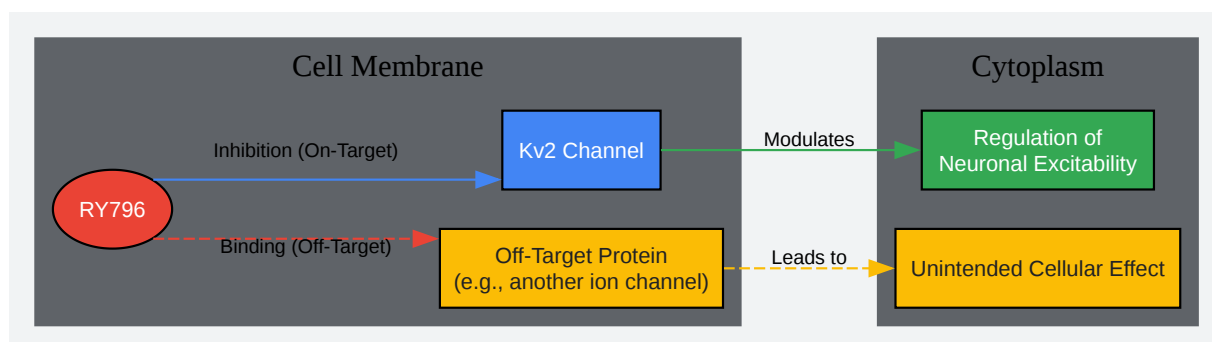 Cell Membrane
Cytoplasm
Inhibition (On-Target)
Kv2 Channel
Modulates
Regulation of
Neuronal Excitability
RY796
Binding (Off-Target)
Off-Target Protein
(e.g., another ion channel)
Leads to
Unintended Cellular Effect